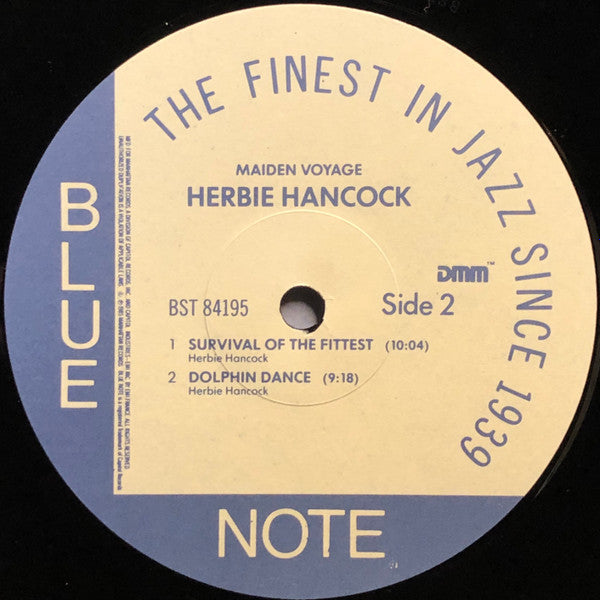 THE FINEST IN JAZZ SINCE 1939
MAIDEN VOYAGE
HERBIE HANCOCK
DMM™
BST 84195
Side 2
1 SURVIVAL OF THE FITTEST (10:04)
Herbie Hancock
2 DOLPHIN DANCE (9:18)
Herbie Hancock
BLUE
NOTE